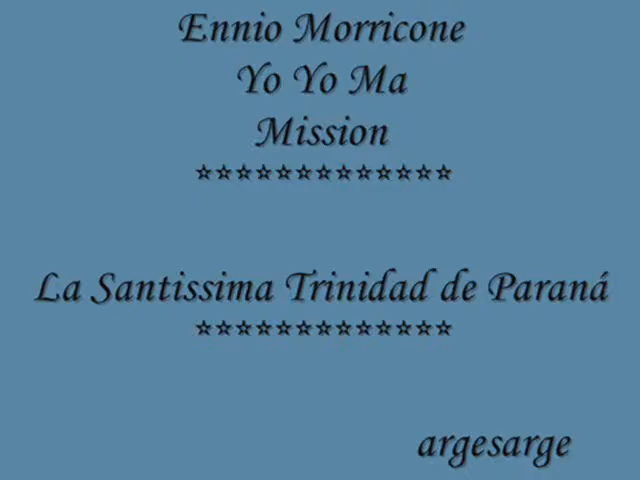 Ennio Morricone
Yo Yo Ma
Mission
*************
La Santissima Trinidad de Paraná
*************
argesarge